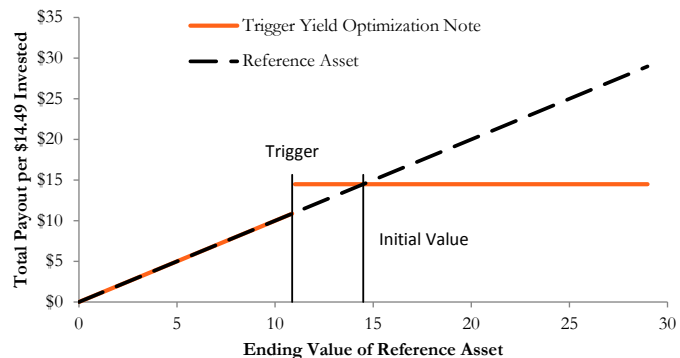 Total Payout per $14.49 Invested
$35
$30
$25
$20
$15
$10
$5
$0
Trigger Yield Optimization Note
Reference Asset
Trigger
Initial Value
0 5 10 15 20 25 30
Ending Value of Reference Asset